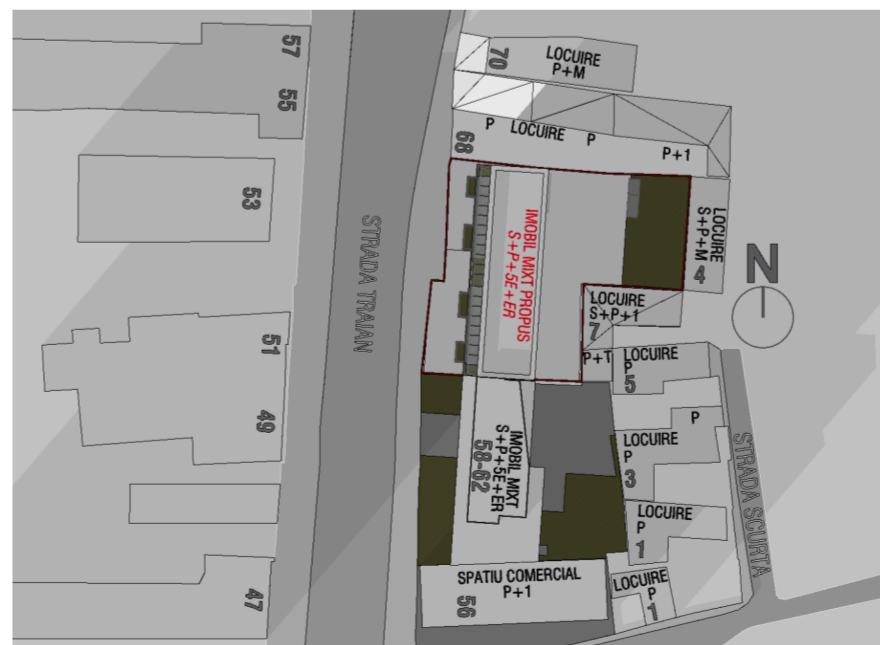 57
55
53
51
49
47
STRADA TRAIAN
70
LOCUIRE
P+M
P LOCUIRE P
P+1
68
IMOBIL MIXT PROPUS
S+P+5E+ER
LOCUIRE
S+P+M
4
N
LOCUIRE
S+P+1
7
P+1
LOCUIRE
P
5
IMOBIL MIXT
S+P+5E+ER
58-62
P
LOCUIRE
P
3
LOCUIRE
P
1
STRADA SCURTA
SPATIU COMERCIAL
P+1
56
LOCUIRE
P
1